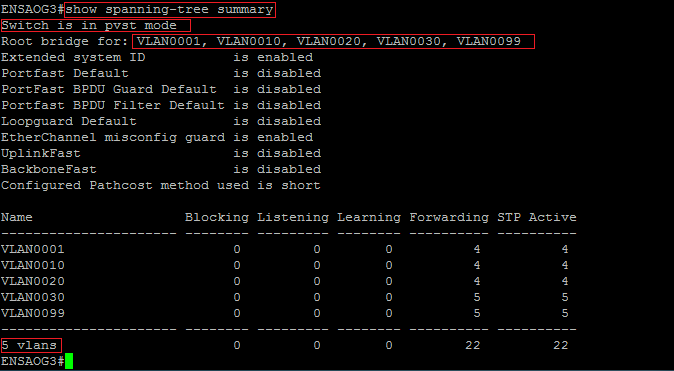 ENSAOG3#show spanning-tree summary
Switch is in pvst mode
Root bridge for: VLAN0001, VLAN0010, VLAN0020, VLAN0030, VLAN0099
Extended system ID           is enabled
Portfast Default             is disabled
PortFast BPDU Guard Default  is disabled
Portfast BPDU Filter Default is disabled
Loopguard Default            is disabled
EtherChannel misconfig guard is enabled
UplinkFast                   is disabled
BackboneFast                 is disabled
Configured Pathcost method used is short
Name                   Blocking Listening Learning Forwarding STP Active
---------------------- -------- --------- -------- ---------- ----------
VLAN0001                     0         0        0          4          4
VLAN0010                     0         0        0          4          4
VLAN0020                     0         0        0          4          4
VLAN0030                     0         0        0          5          5
VLAN0099                     0         0        0          5          5
---------------------- -------- --------- -------- ---------- ----------
5 vlans                      0         0        0         22         22
ENSAOG3#